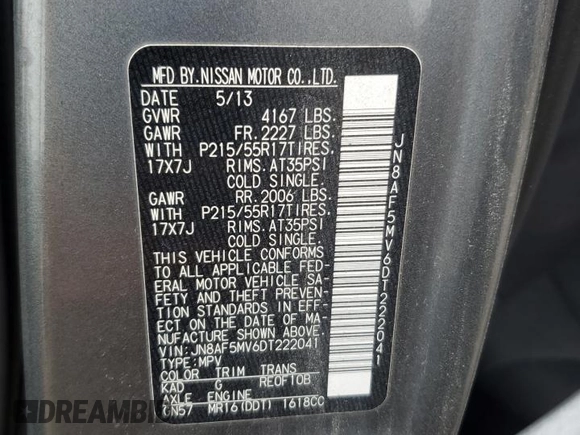 MFD BY. NISSAN MOTOR CO., LTD.
DATE 5/13
GVWR 4167 LBS.
GAWR FR. 2227 LBS.
WITH P215/55R17TIRES.
17X7J RIMS. AT35PSI
COLD SINGLE.
GAWR RR. 2006 LBS.
WITH P215/55R17TIRES.
17X7J RIMS. AT35PSI
COLD SINGLE.
THIS VEHICLE CONFORMS
TO ALL APPLICABLE FED-
ERAL MOTOR VEHICLE SA-
FETY AND THEFT PREVEN-
TION STANDARDS IN EFF-
ECT ON THE DATE OF MA-
NUFACTURE SHOWN ABOVE.
VIN:JN8AF5MV6DT222041
TYPE:MPV
COLOR TRIM TRANS
KAD G RE0F10B
AXLE ENGINE
GN57 MR16(DDT) 1618CC
JN8AF5MV6DT222041